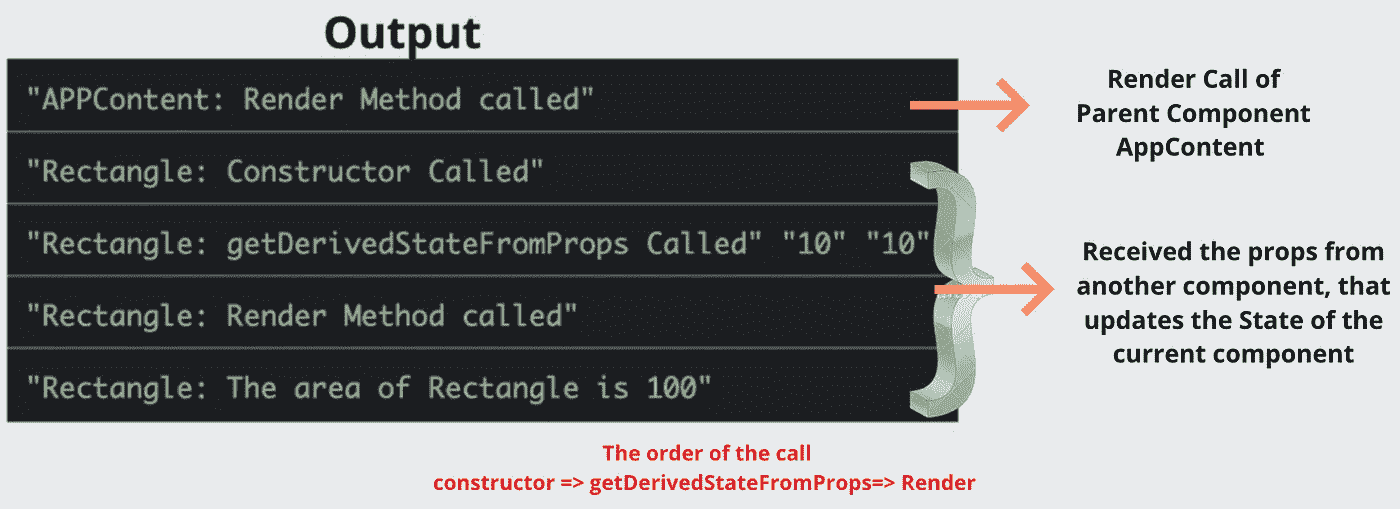 Output
"APPContent: Render Method called"
Render Call of
Parent Component
AppContent
"Rectangle: Constructor Called"
"Rectangle: getDerivedStateFromProps Called" "10" "10"
"Rectangle: Render Method called"
"Rectangle: The area of Rectangle is 100"
Received the props from
another component, that
updates the State of the
current component
The order of the call
constructor => getDerivedStateFromProps=> Render